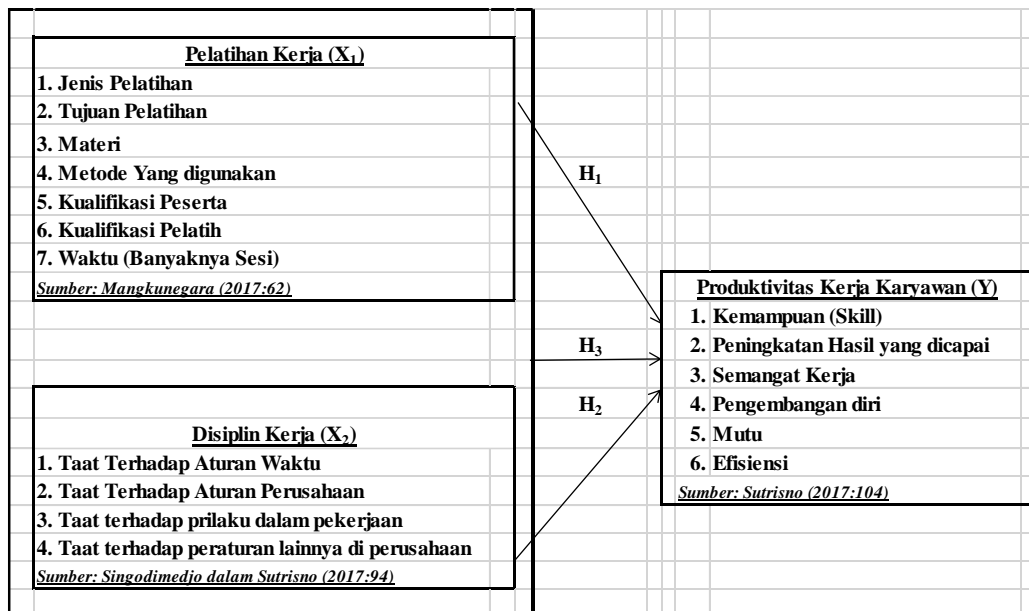 Pelatihan Kerja (X₁)
1. Jenis Pelatihan
2. Tujuan Pelatihan
3. Materi
4. Metode Yang digunakan
5. Kualifikasi Peserta
6. Kualifikasi Pelatih
7. Waktu (Banyaknya Sesi)
Sumber: Mangkunegara (2017:62)
H₁
H₃
H₂
Disiplin Kerja (X₂)
1. Taat Terhadap Aturan Waktu
2. Taat Terhadap Aturan Perusahaan
3. Taat terhadap prilaku dalam pekerjaan
4. Taat terhadap peraturan lainnya di perusahaan
Sumber: Singodimedjo dalam Sutrisno (2017:94)
Produktivitas Kerja Karyawan (Y)
1. Kemampuan (Skill)
2. Peningkatan Hasil yang dicapai
3. Semangat Kerja
4. Pengembangan diri
5. Mutu
6. Efisiensi
Sumber: Sutrisno (2017:104)